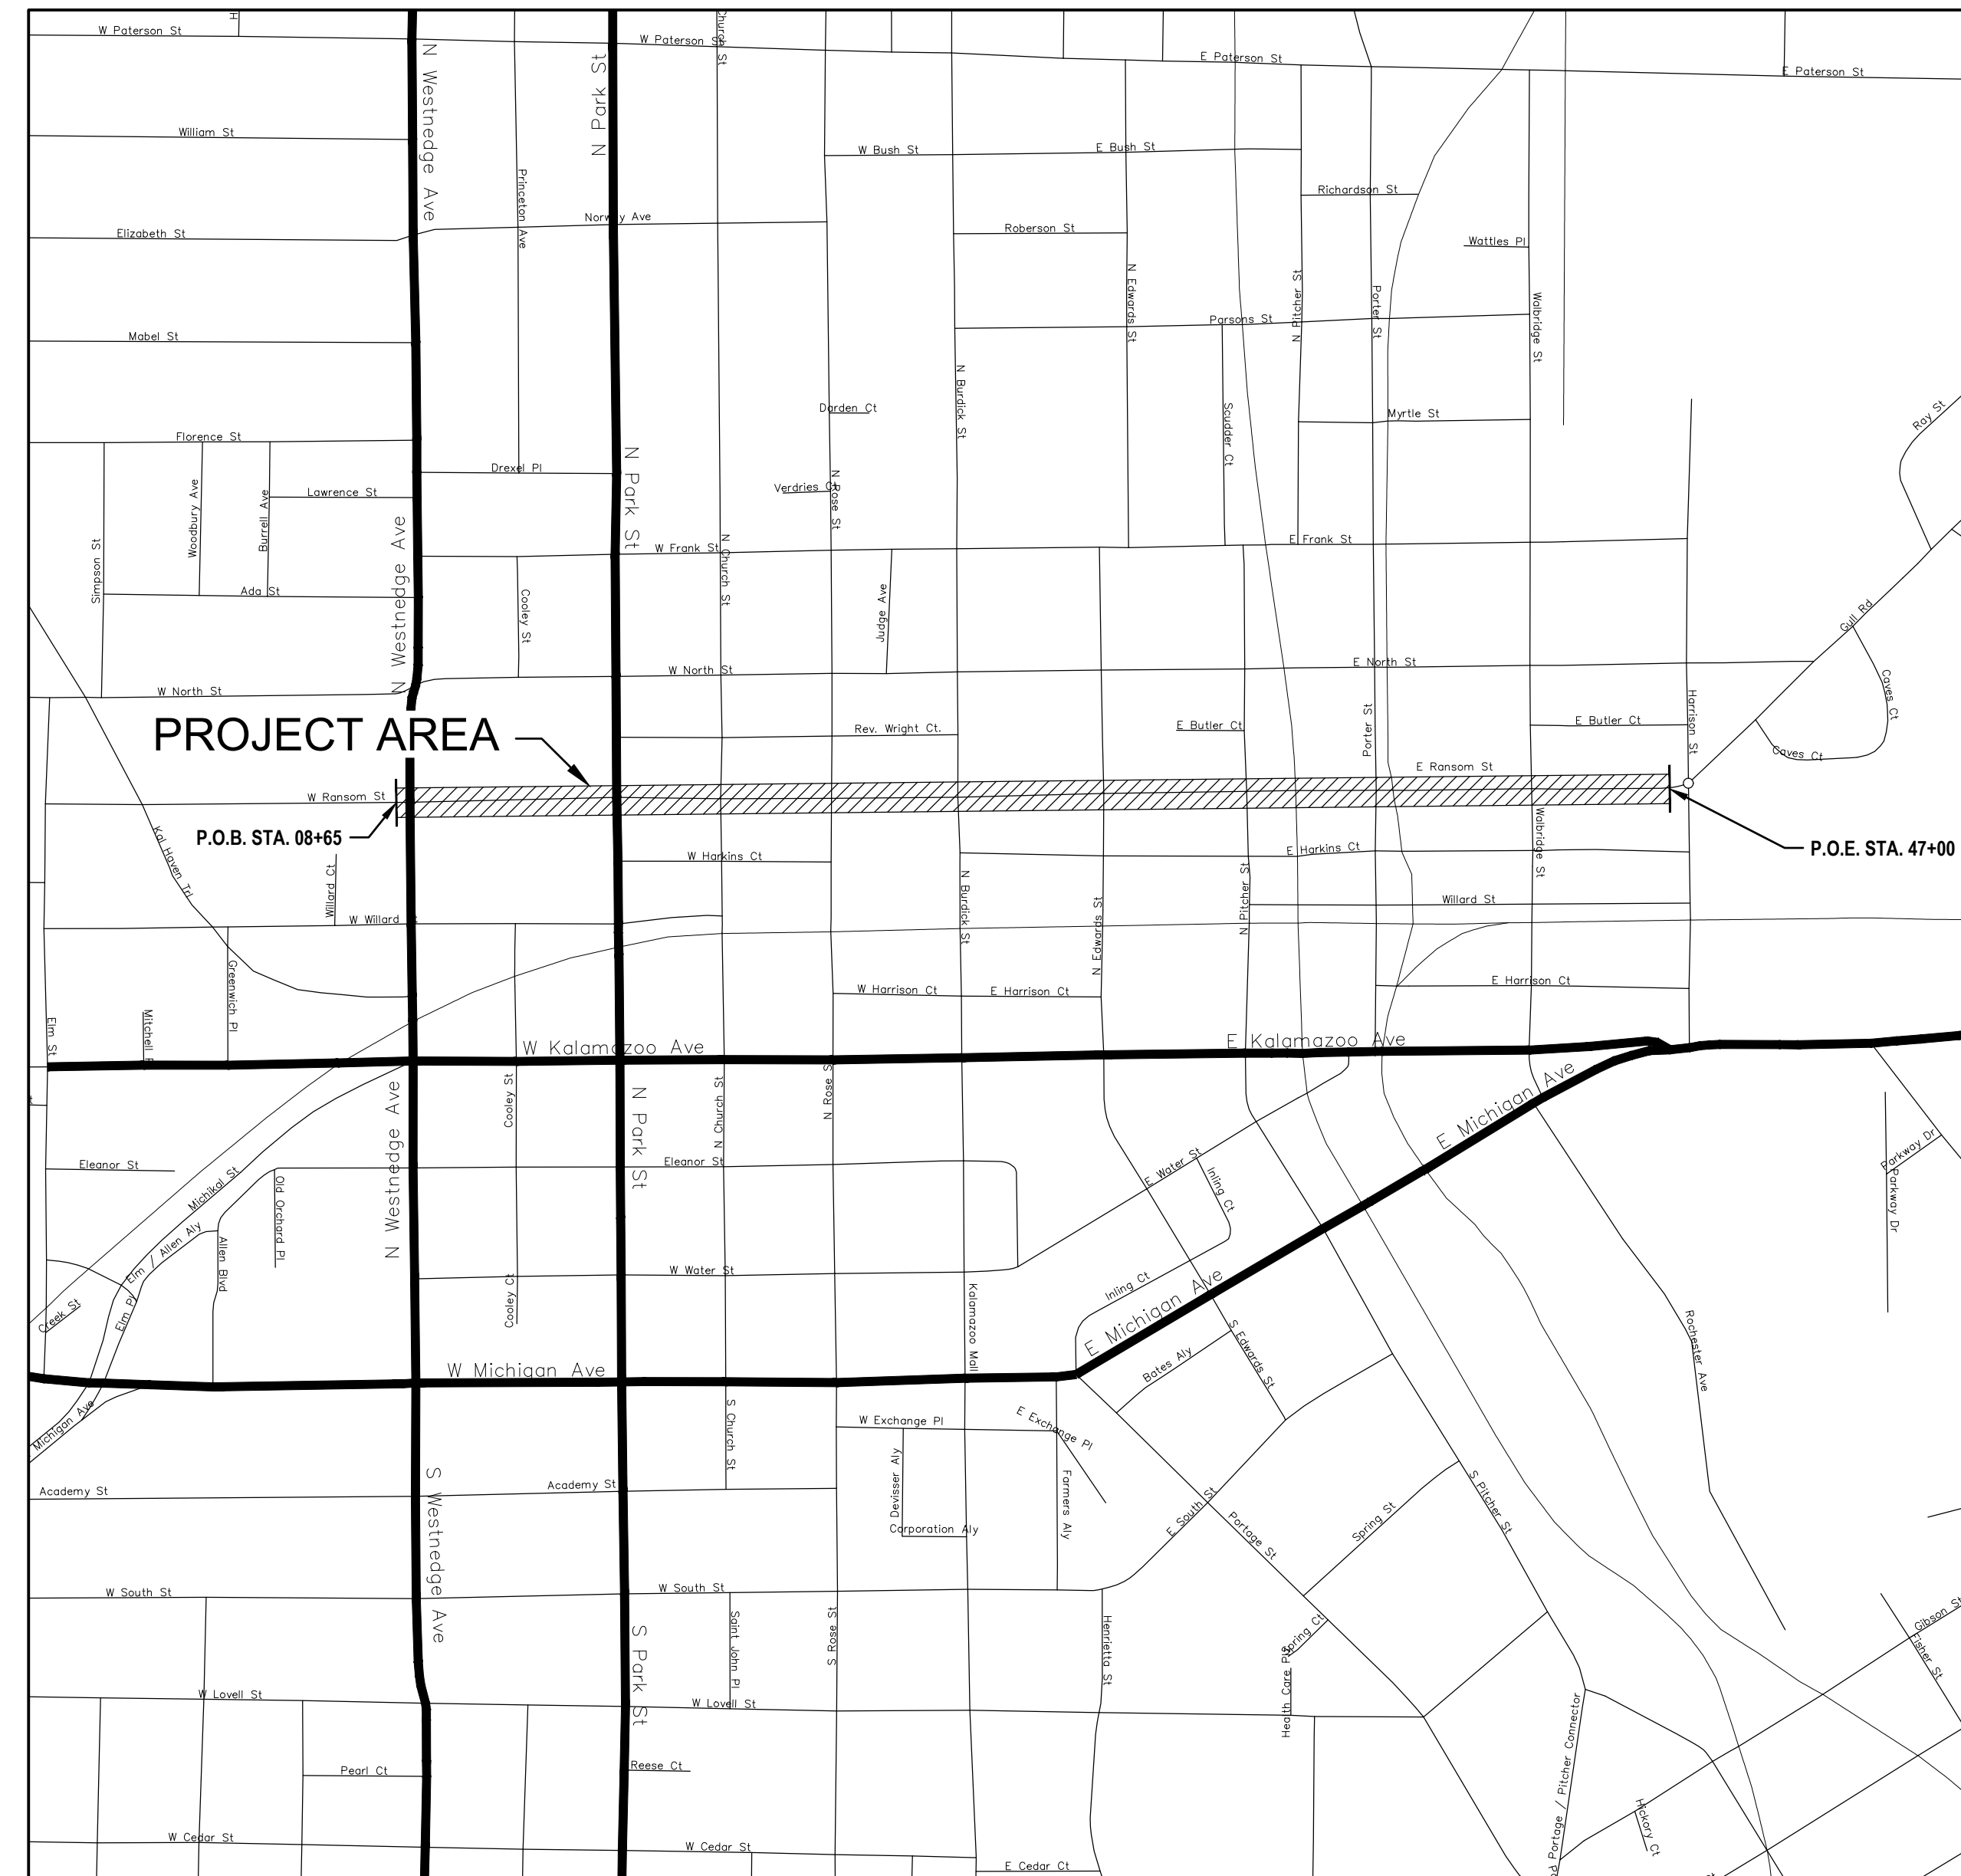 H
W Paterson St
W Paterson St
Church St
E Paterson St
E Paterson St
N Westnedge Ave
N Park St
William St
W Bush St
E Bush St
Princeton Ave
Richardson St
Elizabeth St
Norway Ave
Roberson St
Wattles Pl
N Edwards St
N Pitcher St
Porter St
Walbridge St
Parsons St
Mabel St
N Burdick St
Darden Ct
Scudder Ct
Myrtle St
Ray St
Florence St
Drexel Pl
N Park St
Lawrence St
Verdries Ct
N Rose St
Woodbury Ave
Burrell Ave
Simpson St
N Westnedge Ave
W Frank St
N Church St
E Frank St
Ada St
Cooley St
Judge Ave
Gull Rd
W North St
W North St
E North St
Caves Ct
Harrison St
PROJECT AREA
Rev. Wright Ct.
E Butler Ct
Porter St
E Butler Ct
Caves Ct
E Ransom St
W Ransom St
P.O.B. STA. 08+65
P.O.E. STA. 47+00
Kal Haven Trl
Willard Ct
W Harkins Ct
E Harkins Ct
Walbridge St
N Burdick St
N Edwards St
N Pitcher St
Willard St
W Willard
Greenwich Pl
W Harrison Ct
E Harrison Ct
E Harrison Ct
Elm St
Mitchell P
W Kalamazoo Ave
E Kalamazoo Ave
N Westnedge Ave
Cooley St
N Park St
N Church St
N Rose St
E Michigan Ave
Parkway Dr
Parkway Dr
Eleanor St
Eleanor St
E Water St
Inling Ct
Michikal St
Old Orchard Pl
Elm / Allen Aly
Allen Blvd
W Water St
Inling Ct
Cooley Ct
Kalamazoo Mall
Creek St
Elm Pl
E Michigan Ave
S Edwards St
Rochester Ave
W Michigan Ave
Bates Aly
Michigan Ave
S Church St
W Exchange Pl
E Exchange Pl
Devisser Aly
Farmers Aly
S Westnedge Ave
Academy St
Academy St
Corporation Aly
E South St
Portage St
Spring St
S Pitcher St
W South St
W South St
Saint John Pl
S Rose St
Henrietta St
Spring Ct
Health Care Plz
Gibson St
Fisher St
S Park St
W Lovell St
W Lovell St
Pearl Ct
Reese Ct
Portage / Pitcher Connector
Hickory Ct
W Cedar St
W Cedar St
E Cedar Ct